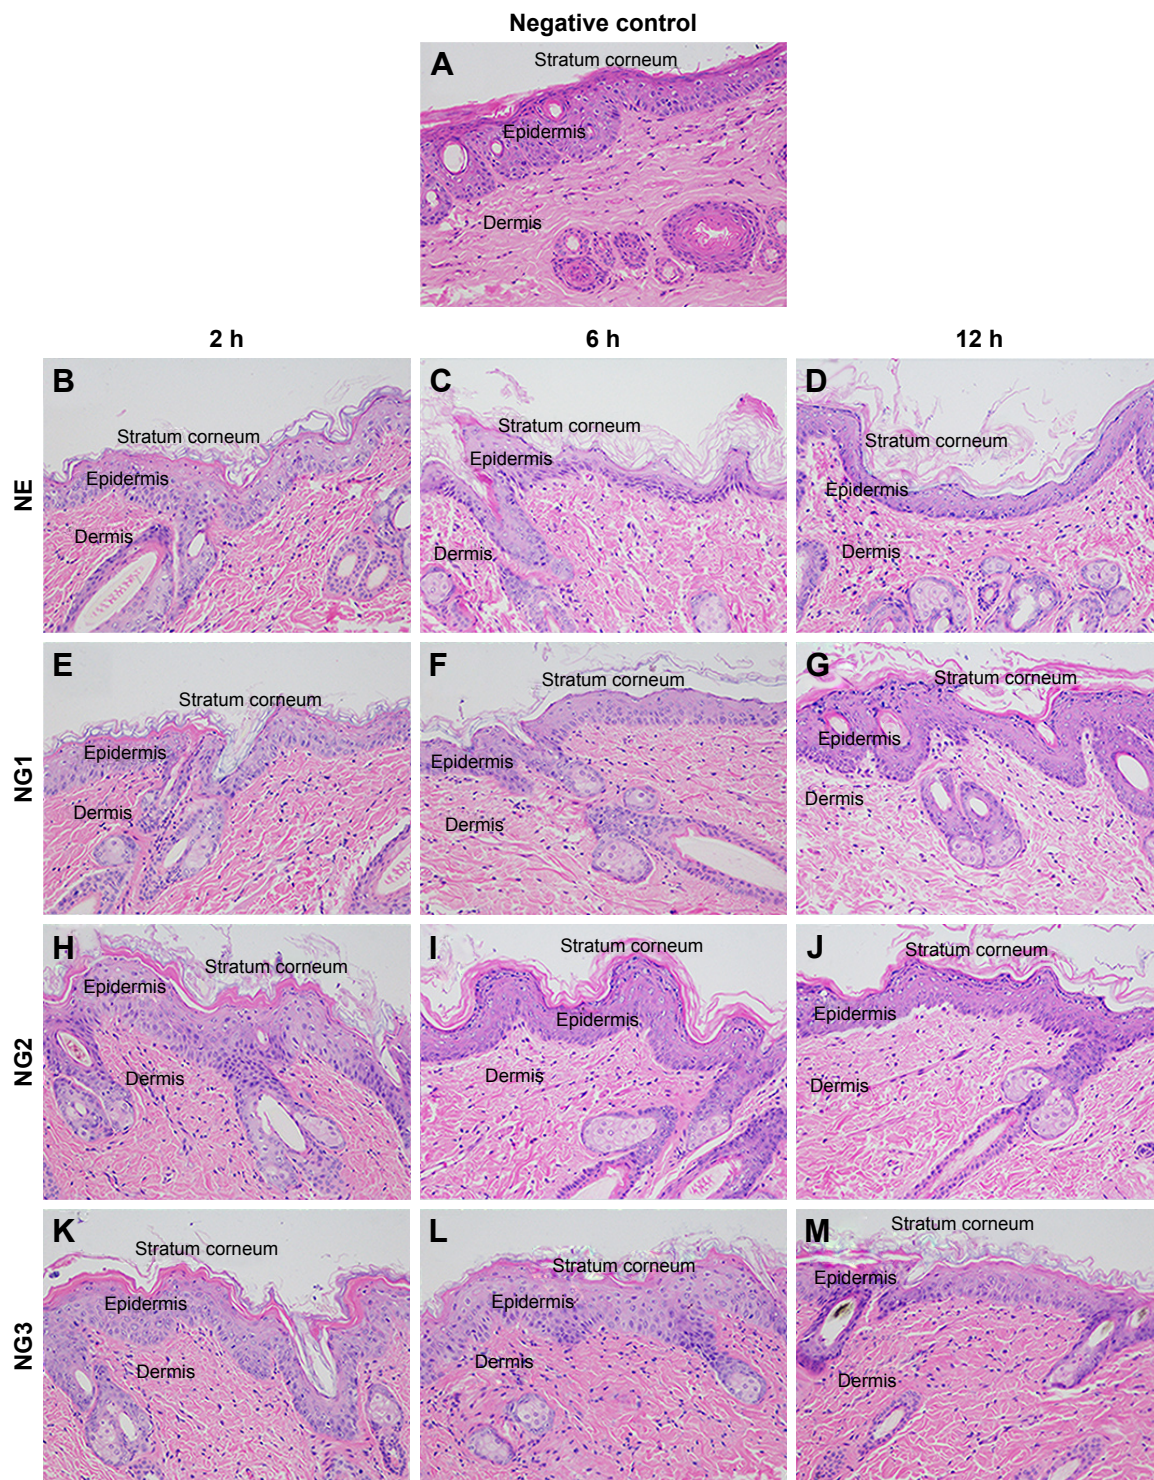 Negative control
A
Stratum corneum
Epidermis
Dermis
2 h
6 h
12 h
NE
B
Stratum corneum
Epidermis
Dermis
C
Stratum corneum
Epidermis
Dermis
D
Stratum corneum
Epidermis
Dermis
NG1
E
Stratum corneum
Epidermis
Dermis
F
Stratum corneum
Epidermis
Dermis
G
Stratum corneum
Epidermis
Dermis
NG2
H
Stratum corneum
Epidermis
Dermis
I
Stratum corneum
Epidermis
Dermis
J
Stratum corneum
Epidermis
Dermis
NG3
K
Stratum corneum
Epidermis
Dermis
L
Stratum corneum
Epidermis
Dermis
M
Stratum corneum
Epidermis
Dermis